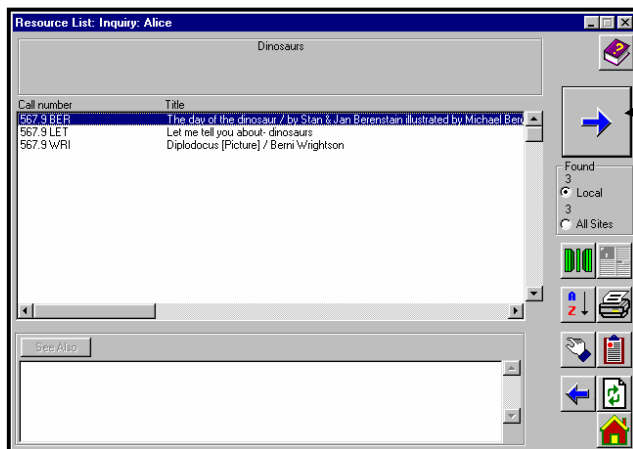 Resource List: Inquiry: Alice
Dinosaurs
Call number Title
567.9 BER The day of the dinosaur / by Stan & Jan Berenstain illustrated by Michael Bere
567.9 LET Let me tell you about- dinosaurs
567.9 WRI Diplodocus [Picture] / Berni Wrightson
Found
3
Local
3
All Sites
A
Z
See Also